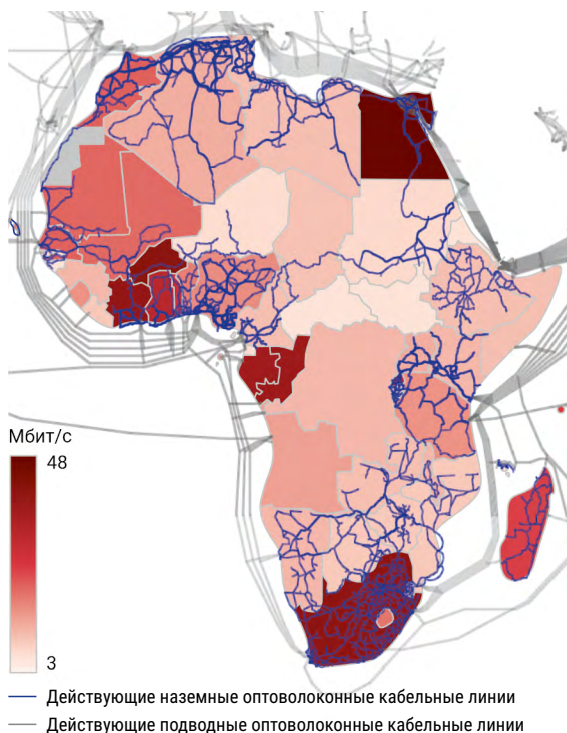 Мбит/с
48
3
Действующие наземные оптоволоконные кабельные линии
Действующие подводные оптоволоконные кабельные линии